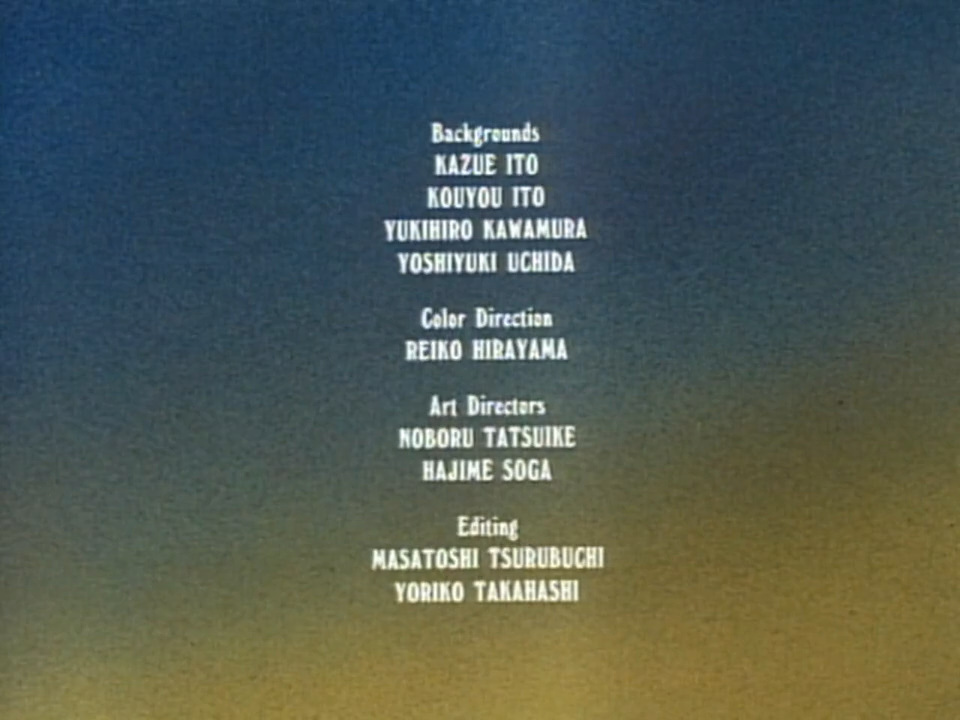 Backgrounds
KAZUE ITO
KOUYOU ITO
YUKIHIRO KAWAMURA
YOSHIYUKI UCHIDA
Color Direction
REIKO HIRAYAMA
Art Directors
NOBORU TATSUIKE
HAJIME SOGA
Editing
MASATOSHI TSURUBUCHI
YORIKO TAKAHASHI